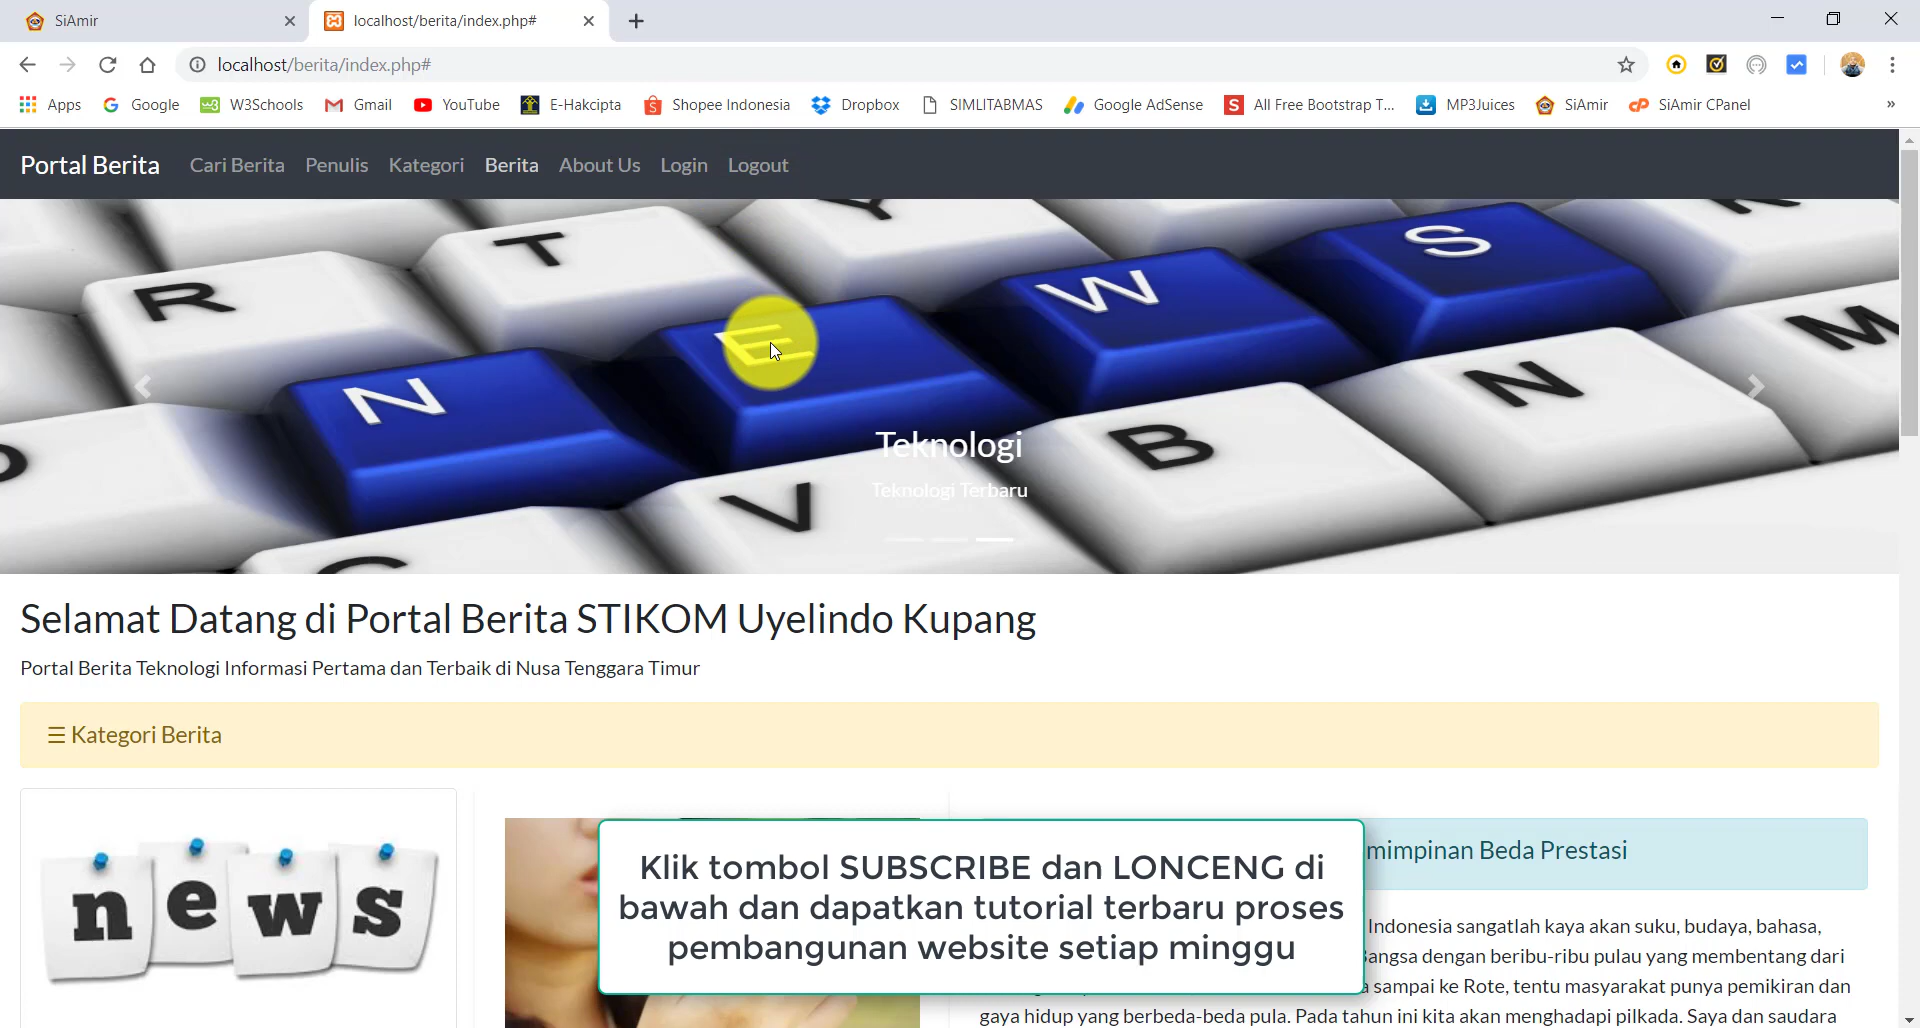 SiAmir
localhost/berita/index.php#
localhost/berita/index.php#
Apps Google W3Schools Gmail YouTube E-Hakcipta Shopee Indonesia Dropbox SIMLITABMAS Google AdSense All Free Bootstrap T... MP3Juices SiAmir SiAmir CPanel »
Portal Berita Cari Berita Penulis Kategori Berita About Us Login Logout
R T Y
N E W S
V B N M
C
Teknologi
Teknologi Terbaru
Selamat Datang di Portal Berita STIKOM Uyelindo Kupang
Portal Berita Teknologi Informasi Pertama dan Terbaik di Nusa Tenggara Timur
☰ Kategori Berita
news
Klik tombol SUBSCRIBE dan LONCENG di
bawah dan dapatkan tutorial terbaru proses
pembangunan website setiap minggu
mimpinan Beda Prestasi
Indonesia sangatlah kaya akan suku, budaya, bahasa,
angsa dengan beribu-ribu pulau yang membentang dari
sampai ke Rote, tentu masyarakat punya pemikiran dan
gaya hidup yang berbeda-beda pula. Pada tahun ini kita akan menghadapi pilkada. Saya dan saudara